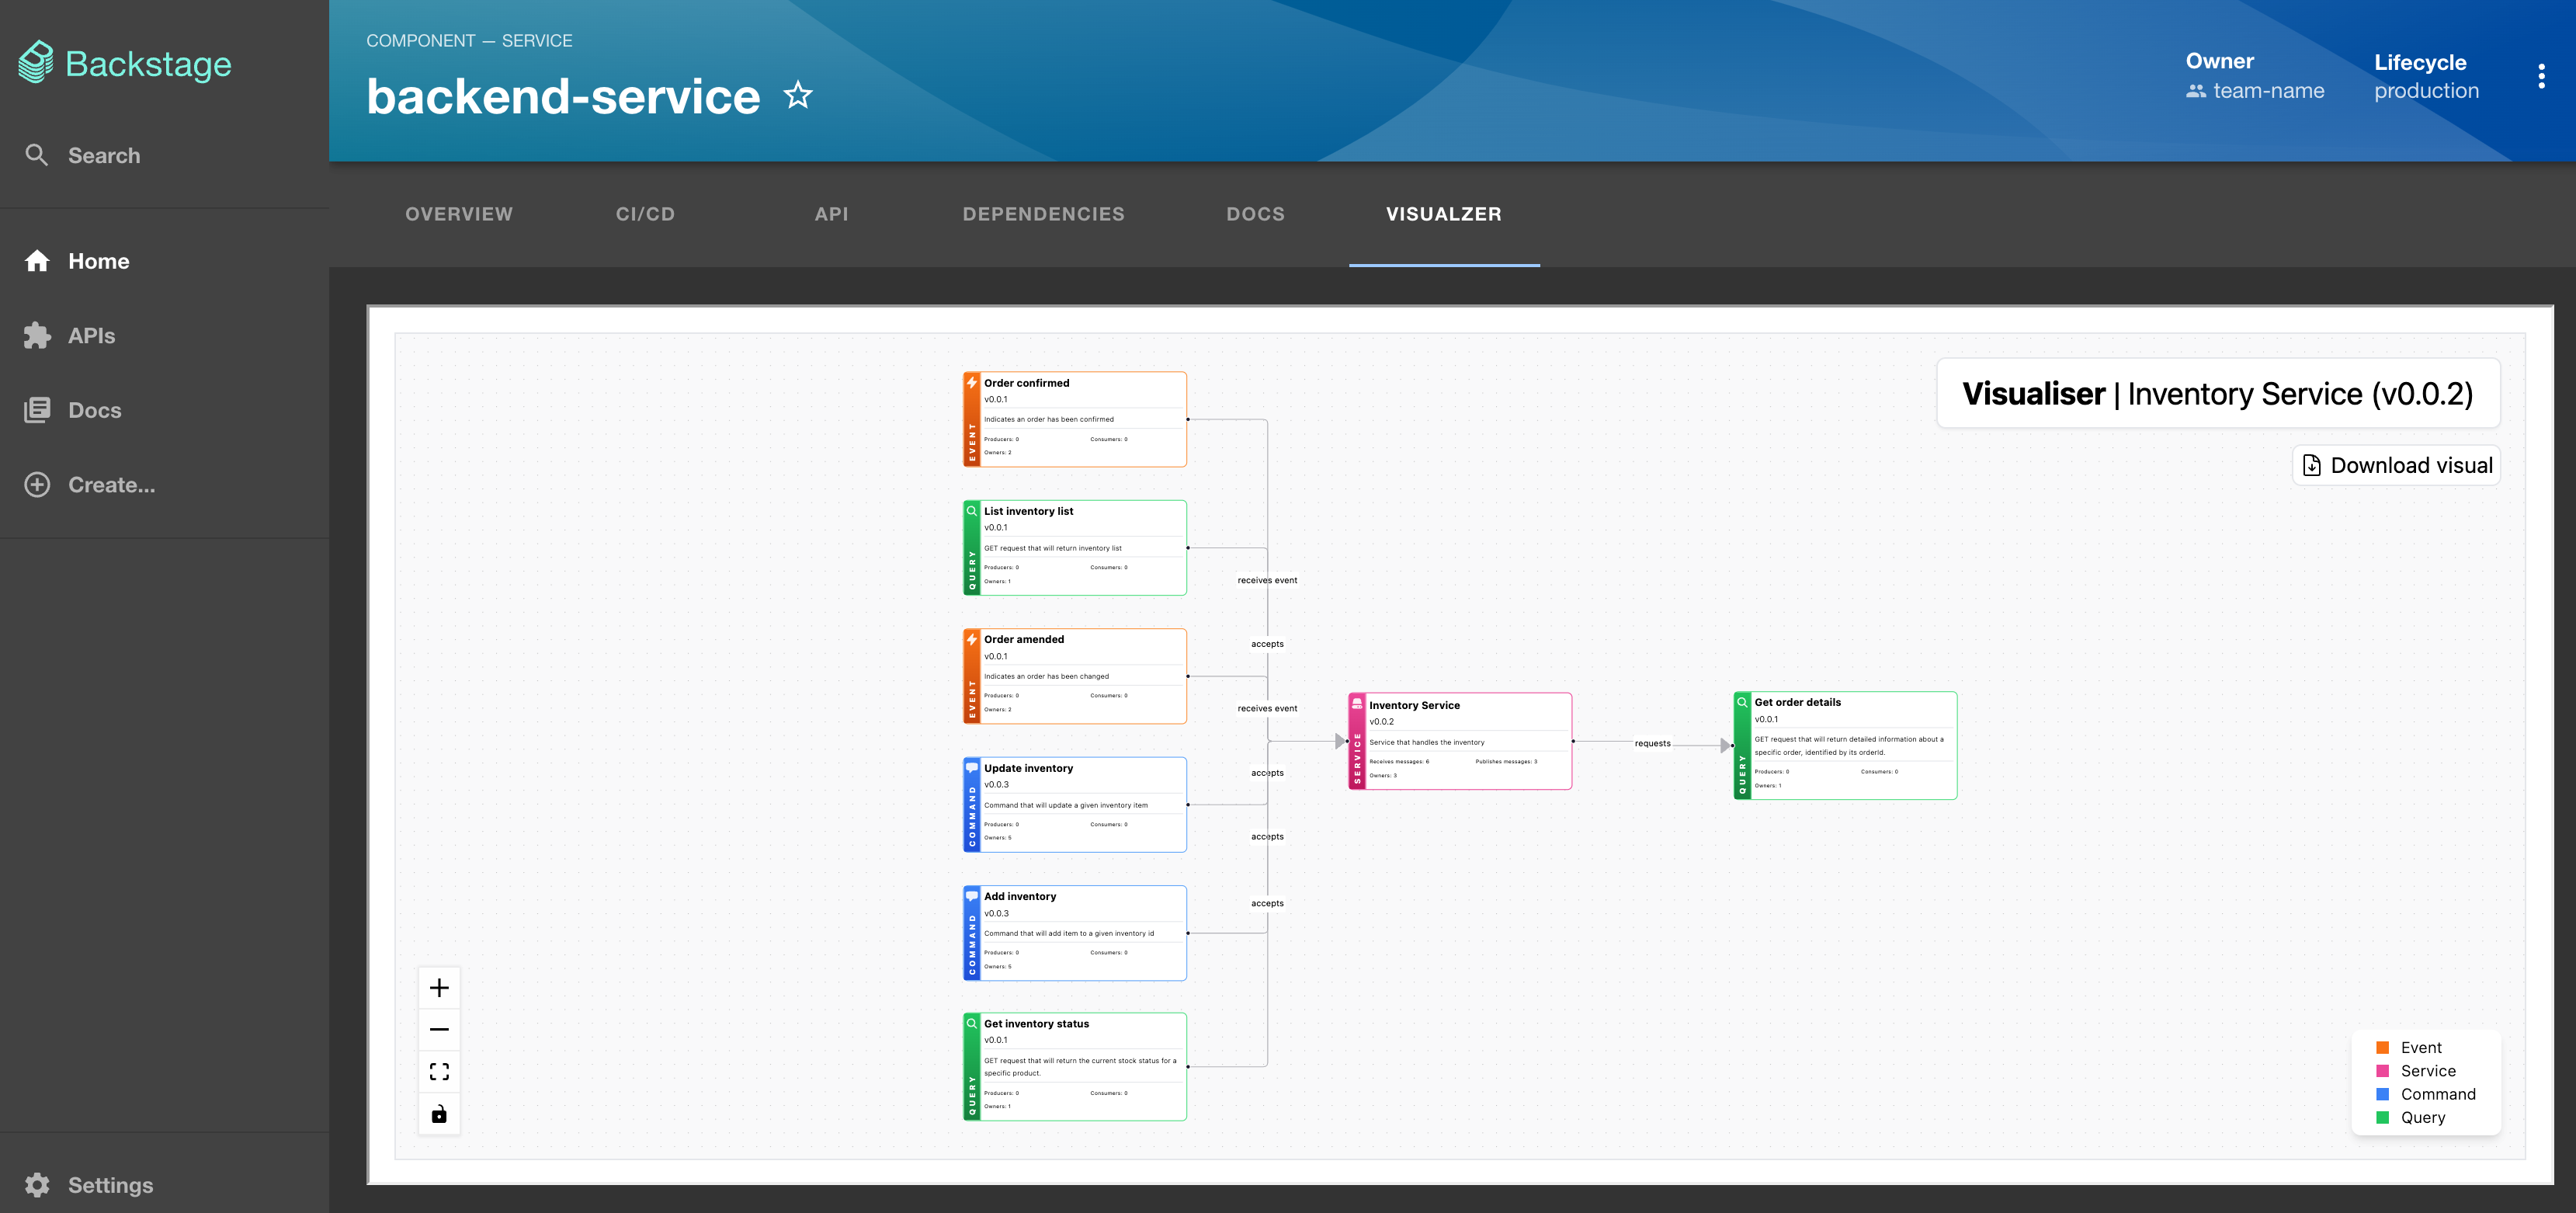 Backstage
Search
Home
APIs
Docs
Create...
Settings
COMPONENT — SERVICE
backend-service
Owner
team-name
Lifecycle
production
OVERVIEW
CI/CD
API
DEPENDENCIES
DOCS
VISUALZER
Visualiser | Inventory Service (v0.0.2)
Download visual
EVENT
Order confirmed
v0.0.1
Indicates an order has been confirmed
Producers: 0 Consumers: 0
Owners: 2
QUERY
List inventory list
v0.0.1
GET request that will return inventory list
Producers: 0 Consumers: 0
Owners: 1
EVENT
Order amended
v0.0.1
Indicates an order has been changed
Producers: 0 Consumers: 0
Owners: 2
COMMAND
Update inventory
v0.0.3
Command that will update a given inventory item
Producers: 0 Consumers: 0
Owners: 5
COMMAND
Add inventory
v0.0.3
Command that will add item to a given inventory id
Producers: 0 Consumers: 0
Owners: 5
QUERY
Get inventory status
v0.0.1
GET request that will return the current stock status for a
specific product.
Producers: 0 Consumers: 0
Owners: 1
receives event
accepts
receives event
accepts
accepts
accepts
SERVICE
Inventory Service
v0.0.2
Service that handles the inventory
Receives messages: 6 Publishes messages: 3
Owners: 3
requests
QUERY
Get order details
v0.0.1
GET request that will return detailed information about a
specific order, identified by its orderId.
Producers: 0 Consumers: 0
Owners: 1
Event
Service
Command
Query